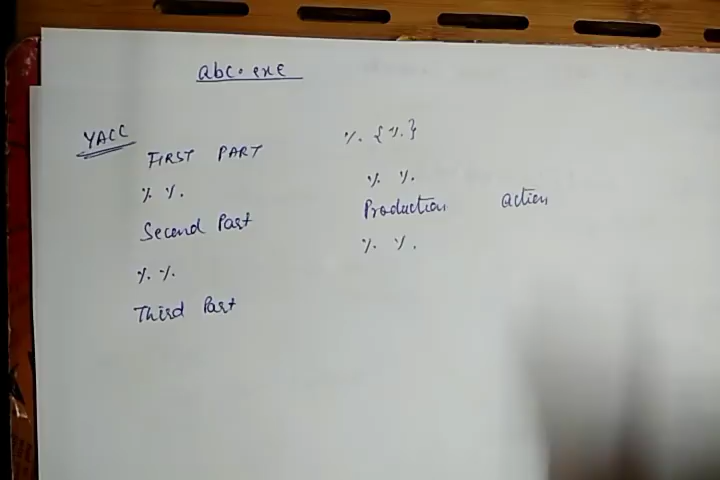 abc.exe
YACC
FIRST PART
%%
Second Part
%%
Third Part
%{%}
%%
Production action
%%